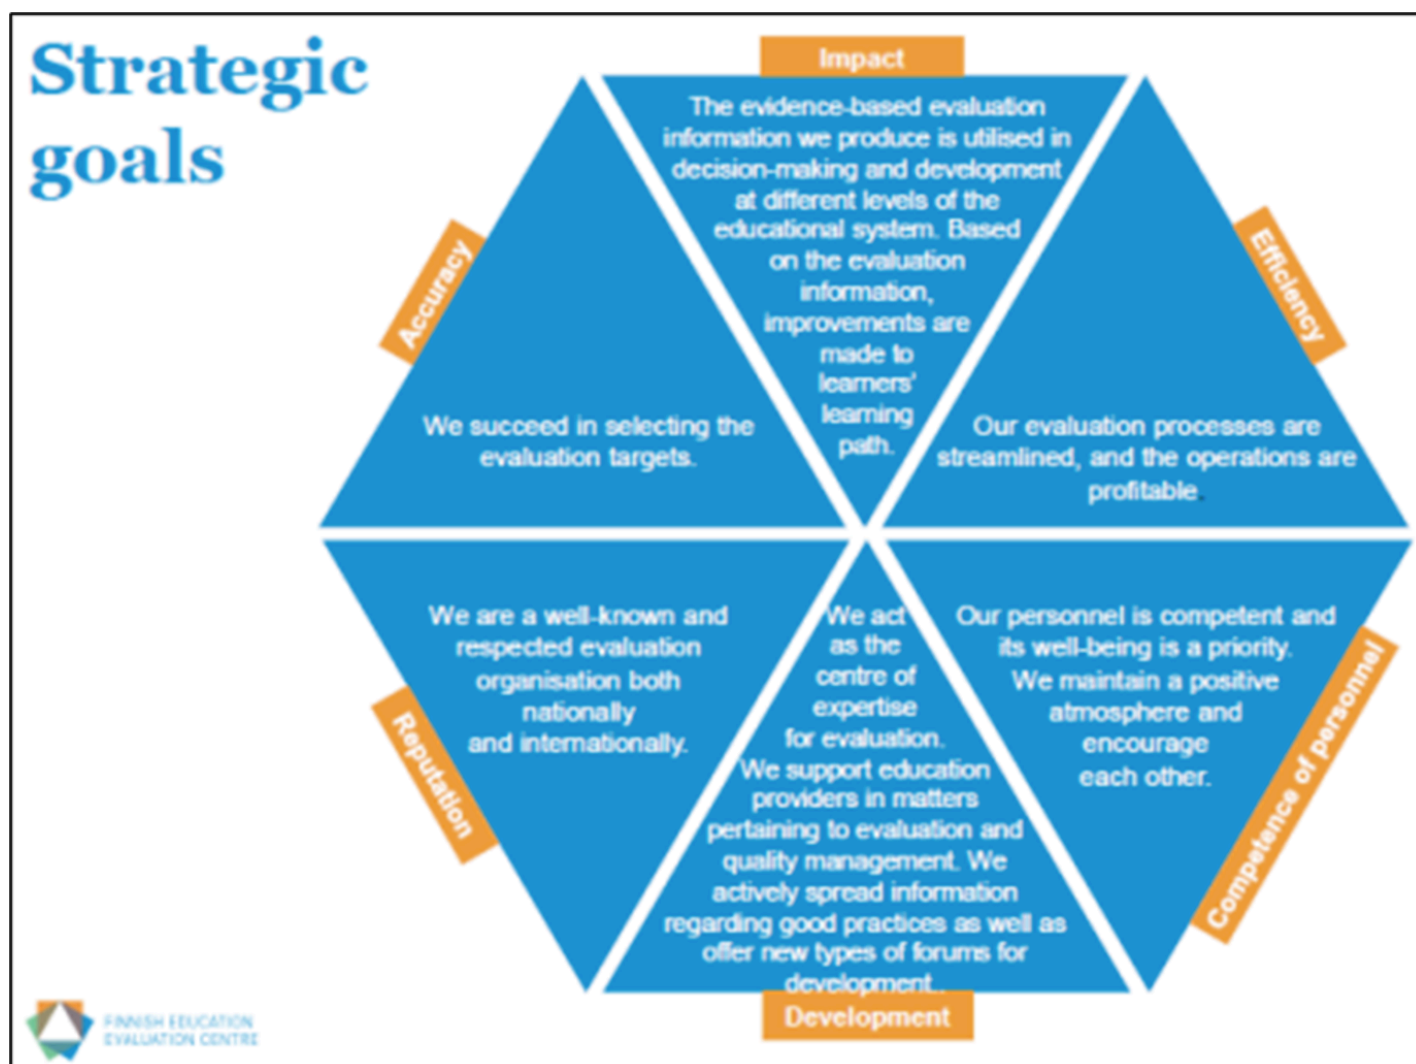 Strategic
goals
Impact
The evidence-based evaluation
information we produce is utilised in
decision-making and development
at different levels of the
educational system. Based
on the evaluation
information,
improvements are
made to
learners'
learning
path.
Efficiency
Our evaluation processes are
streamlined, and the operations are
profitable.
Competence of personnel
Our personnel is competent and
its well-being is a priority.
We maintain a positive
atmosphere and
encourage
each other.
Development
We act
as the
centre of
expertise
for evaluation.
We support education
providers in matters
pertaining to evaluation and
quality management. We
actively spread information
regarding good practices as well as
offer new types of forums for
development..
Reputation
We are a well-known and
respected evaluation
organisation both
nationally
and internationally.
Accuracy
We succeed in selecting the
evaluation targets.
FINNISH EDUCATION
EVALUATION CENTRE